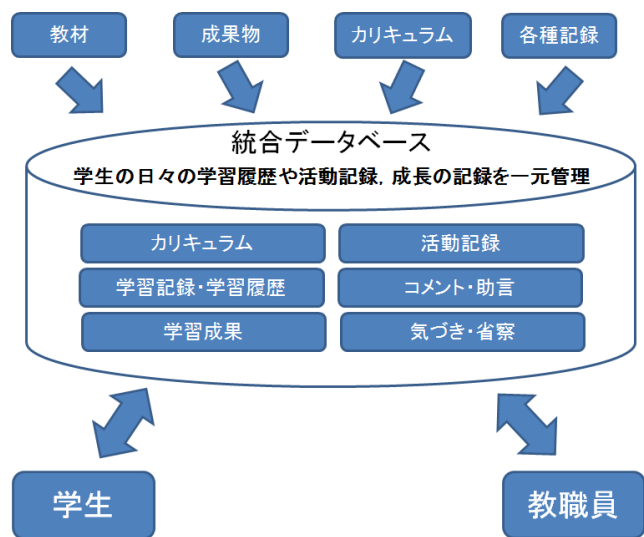 教材
成果物
カリキュラム
各種記録
統合データベース
学生の日々の学習履歴や活動記録, 成長の記録を一元管理
カリキュラム
活動記録
学習記録・学習履歴
コメント・助言
学習成果
気づき・省察
学生
教職員